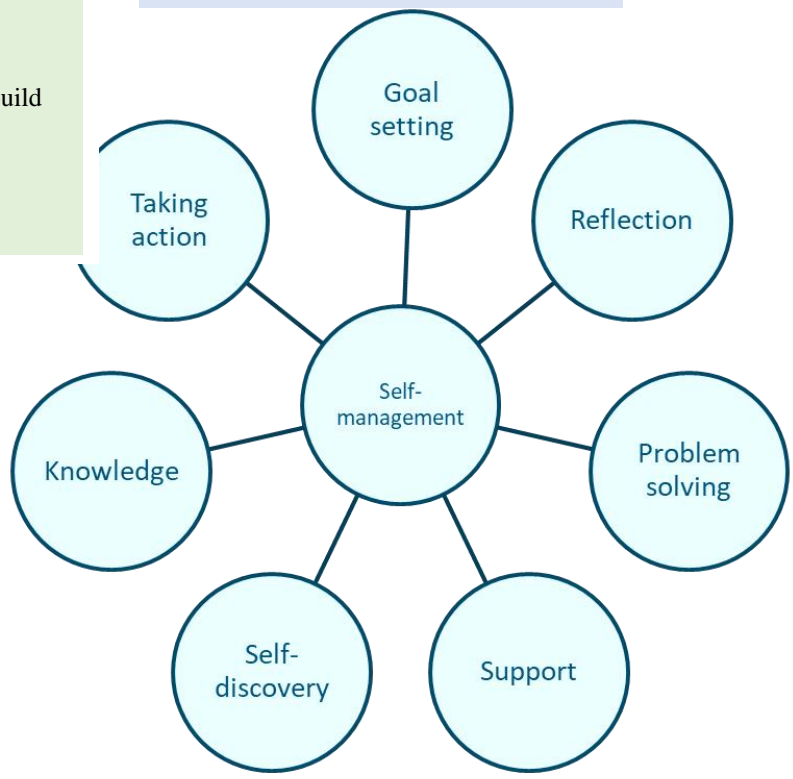 uild
Goal
setting
Taking
action
Reflection
Self-
management
Knowledge
Problem
solving
Self-
discovery
Support